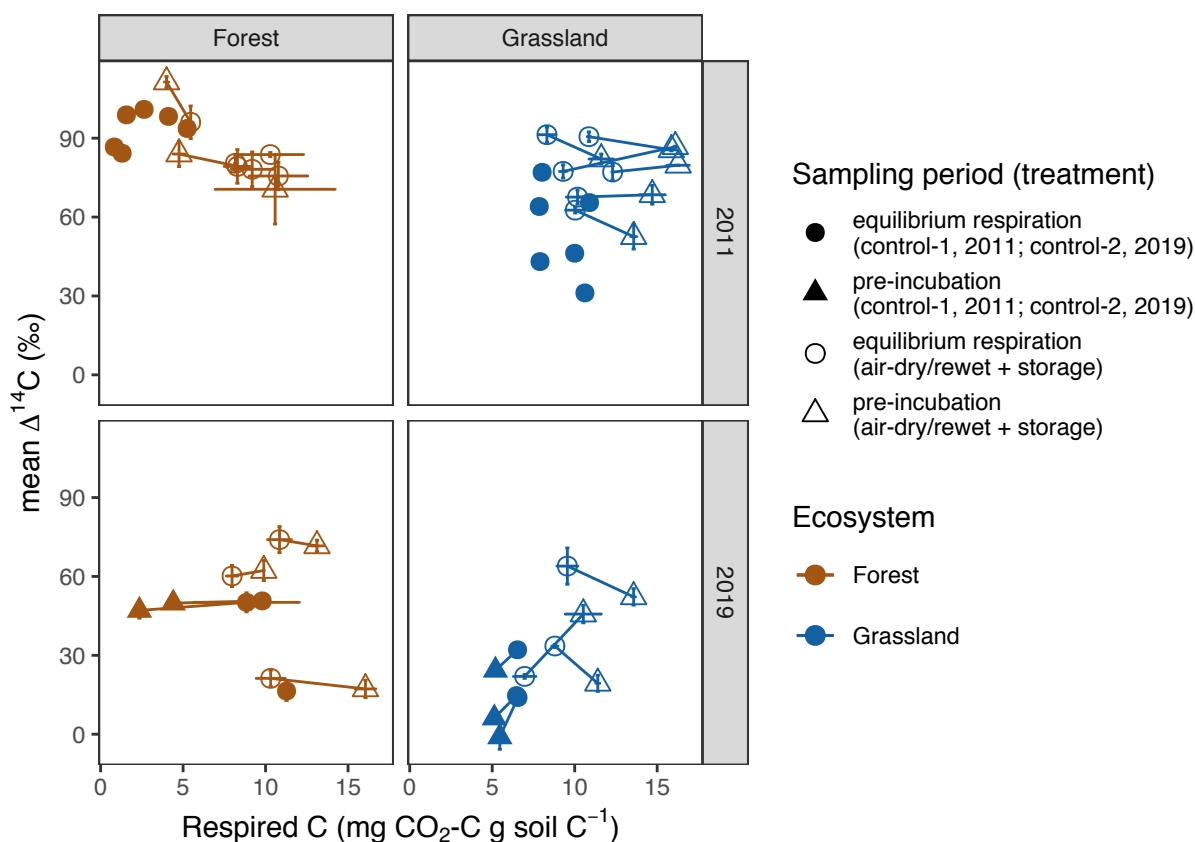 Forest
Grassland
90
60
30
0
2011
90
60
30
0
2019
mean Δ¹⁴C (‰)
0
5
10
15
0
5
10
15
Respired C (mg CO₂-C g soil C⁻¹)
Sampling period (treatment)
equilibrium respiration
(control-1, 2011; control-2, 2019)
pre-incubation
(control-1, 2011; control-2, 2019)
equilibrium respiration
(air-dry/rewet + storage)
pre-incubation
(air-dry/rewet + storage)
Ecosystem
Forest
Grassland